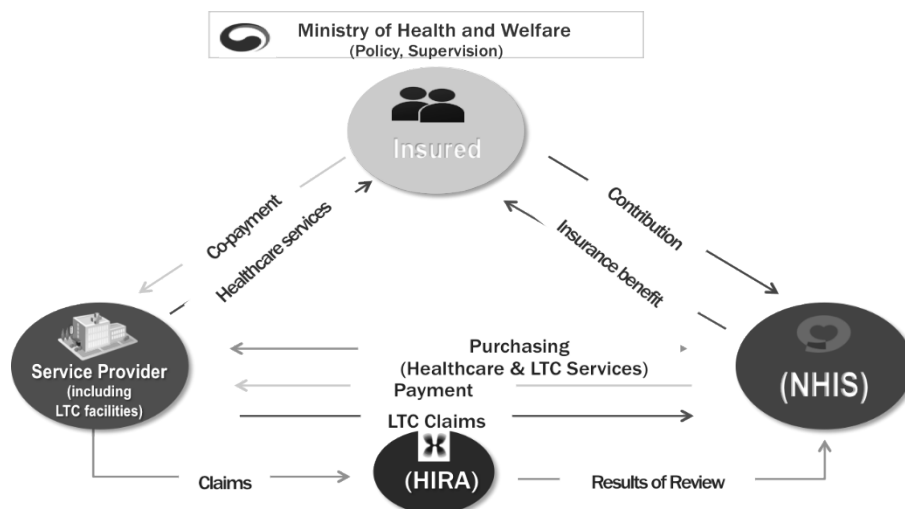 Ministry of Health and Welfare
(Policy, Supervision)
Insured
Co-payment
Healthcare services
Contribution
Insurance benefit
Service Provider
(including
LTC facilities)
Purchasing
(Healthcare & LTC Services)
Payment
LTC Claims
(NHIS)
(HIRA)
Claims
Results of Review